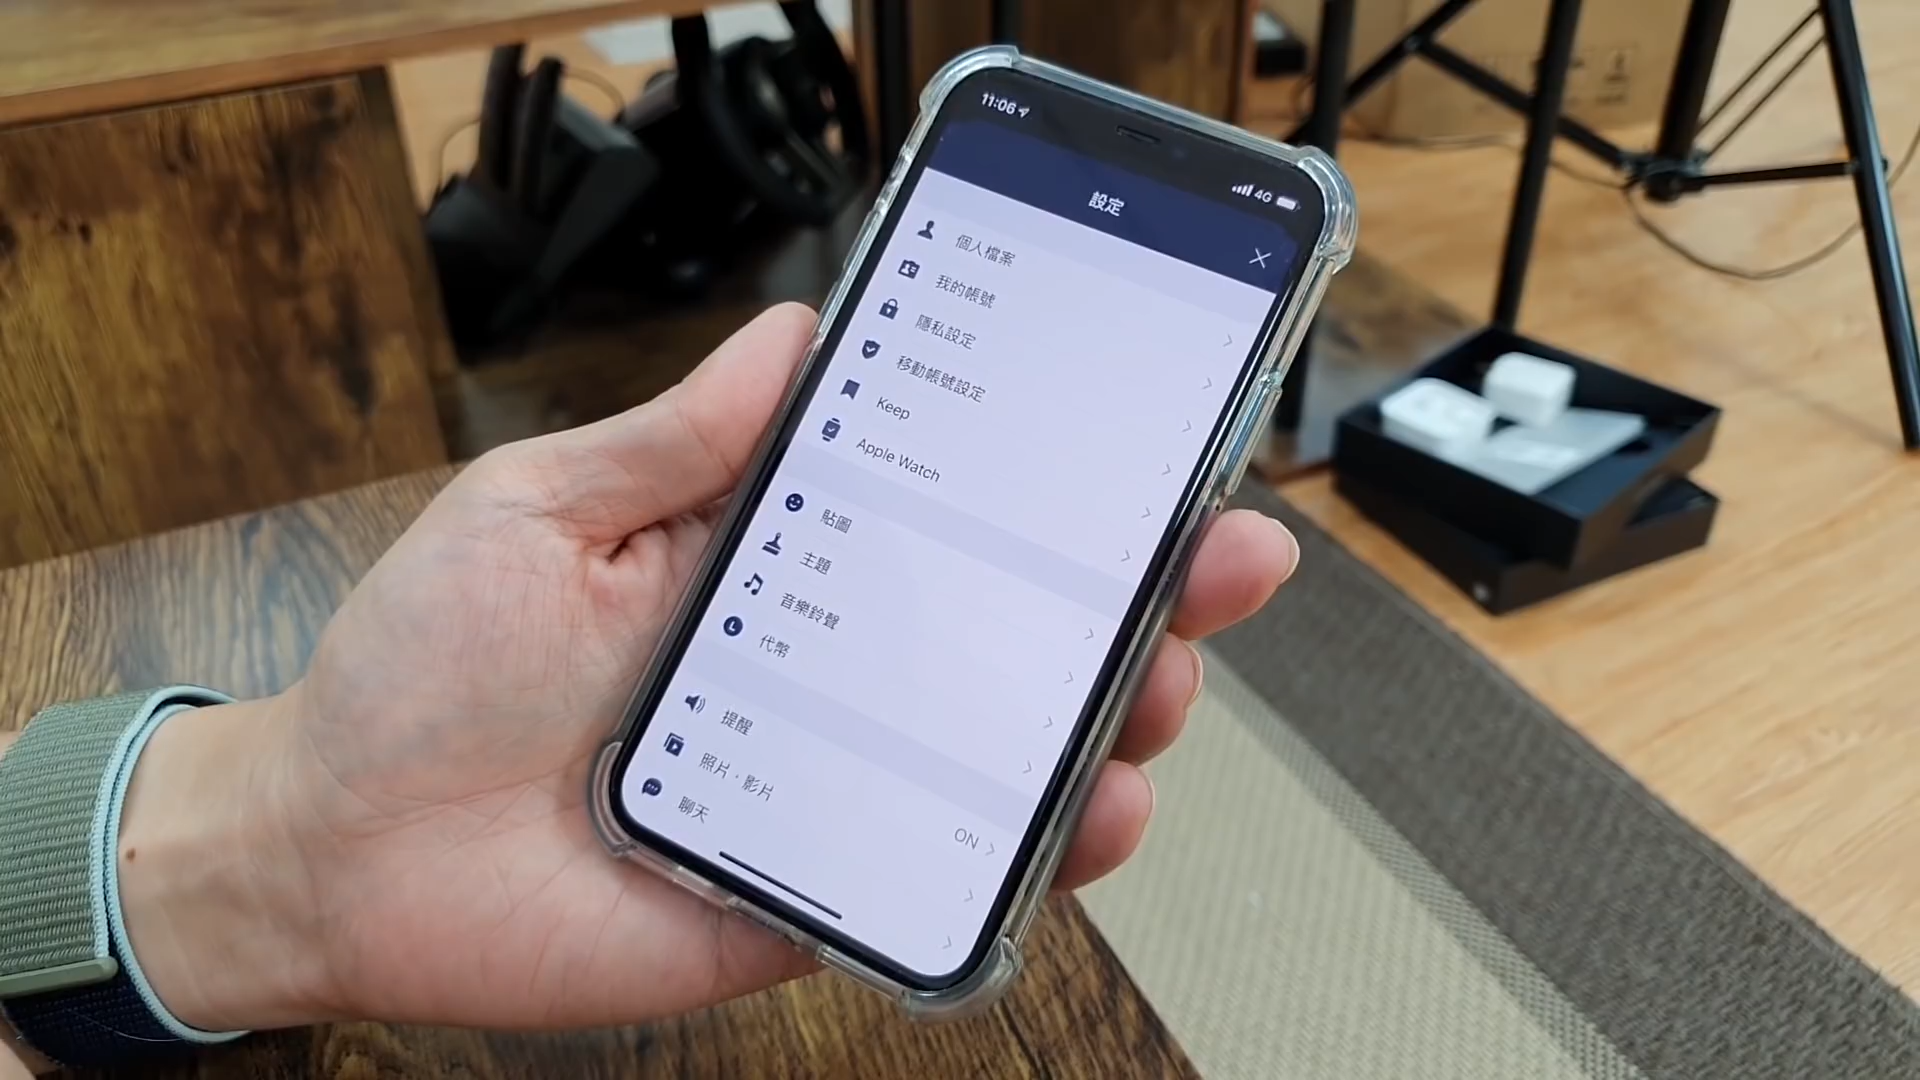 11:06
4G
設定
個人檔案
我的帳號
隱私設定
移動帳號設定
Keep
Apple Watch
貼圖
主題
音樂鈴聲
代幣
提醒
ON
照片・影片
聊天